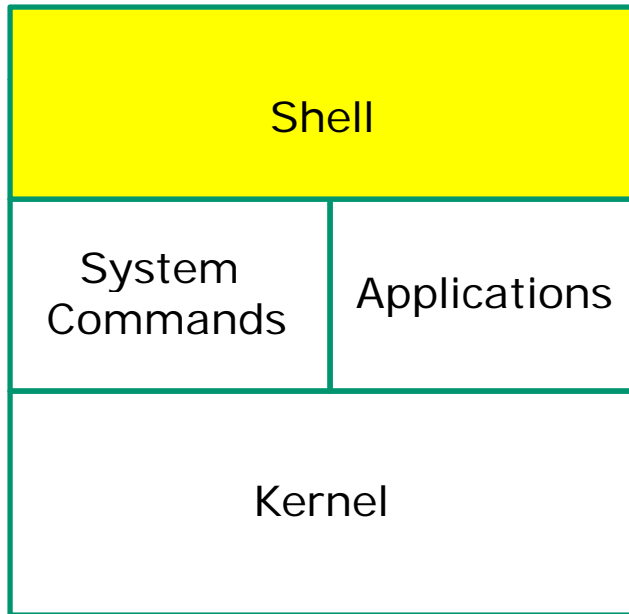 Shell
System
Commands
Applications
Kernel